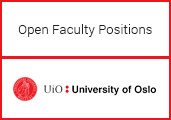 Open Faculty Positions
UiO University of Oslo